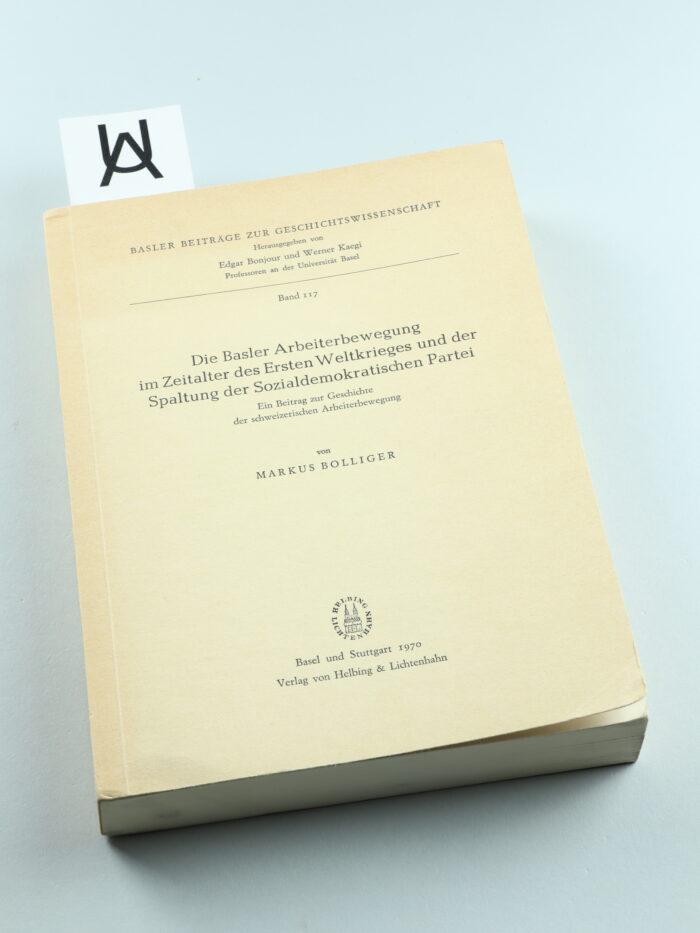 BASLER BEITRÄGE ZUR GESCHICHTSWISSENSCHAFT
Herausgegeben von
Edgar Bonjour und Werner Kaegi
Professoren an der Universität Basel
Band 117
Die Basler Arbeiterbewegung
im Zeitalter des Ersten Weltkrieges und der
Spaltung der Sozialdemokratischen Partei
Ein Beitrag zur Geschichte
der schweizerischen Arbeiterbewegung
von
MARKUS BOLLIGER
HELBING LICHTENHAHN
Basel und Stuttgart 1970
Verlag von Helbing & Lichtenhahn